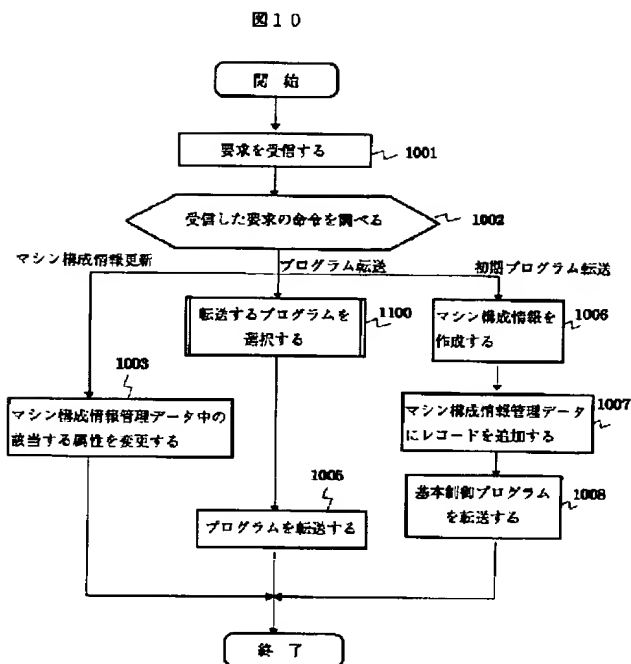 図10
開始
要求を受信する
1001
受信した要求の命令を調べる
1002
マシン構成情報更新
プログラム転送
初期プログラム転送
転送するプログラムを
選択する
1100
マシン構成情報を
作成する
1006
1003
マシン構成情報管理データ中の
該当する属性を変更する
マシン構成情報管理データ
にレコードを追加する
1007
1005
プログラムを転送する
基本制御プログラム
を転送する
1008
終了